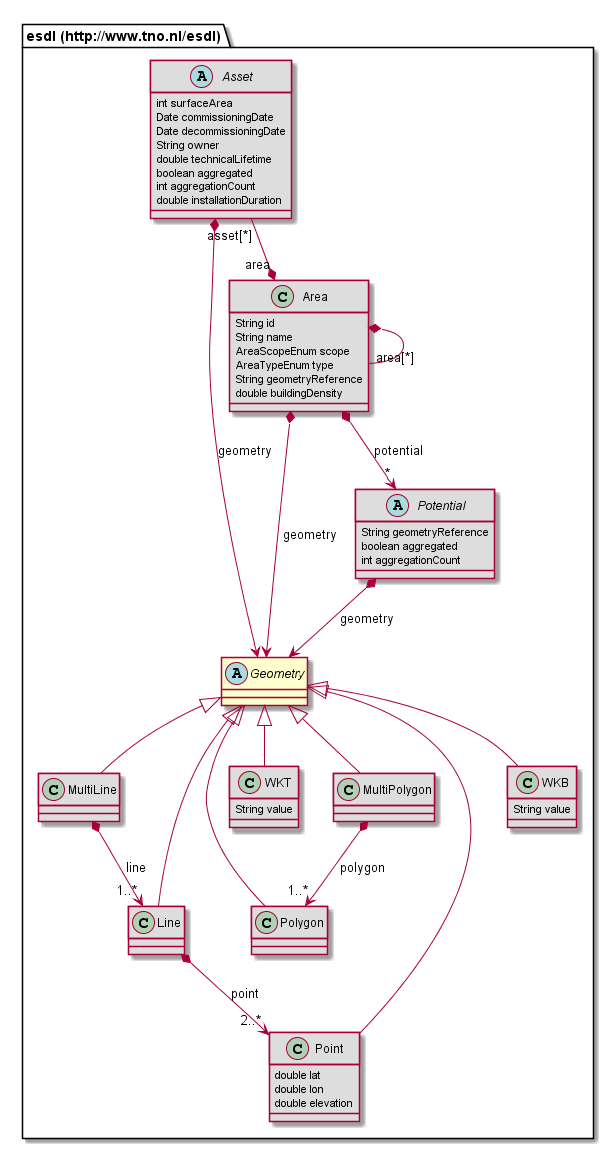 esdl (http://www.tno.nl/esdl)
A Asset
int surfaceArea
Date commissioningDate
Date decommissioningDate
String owner
double technicalLifetime
boolean aggregated
int aggregationCount
double installationDuration
asset[*]
area
C Area
String id
String name
AreaScopeEnum scope
AreaTypeEnum type
String geometryReference
double buildingDensity
area[*]
geometry
potential
*
A Potential
String geometryReference
boolean aggregated
int aggregationCount
geometry
geometry
A Geometry
C MultiLine
C WKT
String value
C MultiPolygon
C WKB
String value
line
1..*
polygon
1..*
C Line
C Polygon
point
2..*
C Point
double lat
double lon
double elevation